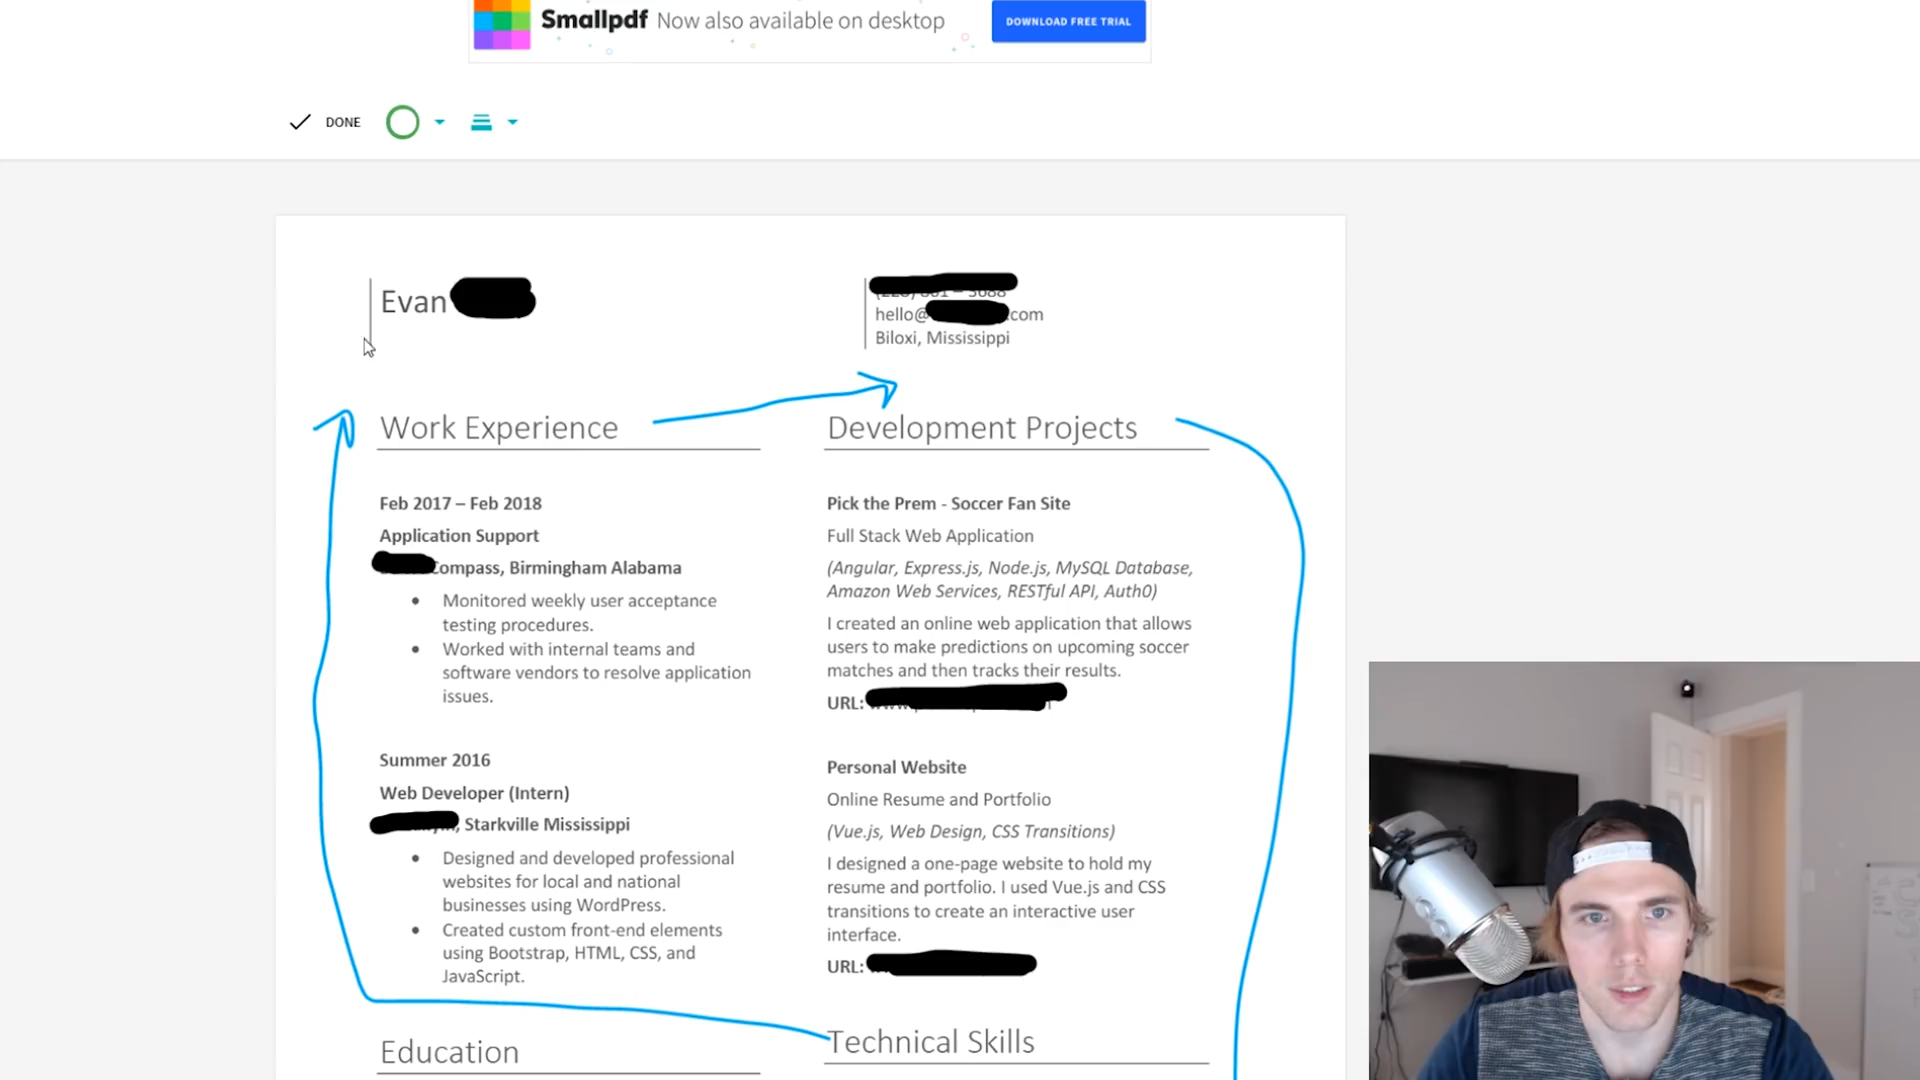 Smallpdf Now also available on desktop
DOWNLOAD FREE TRIAL
DONE
Evan
hello@ .com
Biloxi, Mississippi
Work Experience
Feb 2017 – Feb 2018
Application Support
Compass, Birmingham Alabama
• Monitored weekly user acceptance
testing procedures.
• Worked with internal teams and
software vendors to resolve application
issues.
Summer 2016
Web Developer (Intern)
, Starkville Mississippi
• Designed and developed professional
websites for local and national
businesses using WordPress.
• Created custom front-end elements
using Bootstrap, HTML, CSS, and
JavaScript.
Education
Development Projects
Pick the Prem - Soccer Fan Site
Full Stack Web Application
(Angular, Express.js, Node.js, MySQL Database,
Amazon Web Services, RESTful API, Auth0)
I created an online web application that allows
users to make predictions on upcoming soccer
matches and then tracks their results.
URL:
Personal Website
Online Resume and Portfolio
(Vue.js, Web Design, CSS Transitions)
I designed a one-page website to hold my
resume and portfolio. I used Vue.js and CSS
transitions to create an interactive user
interface.
URL:
Technical Skills